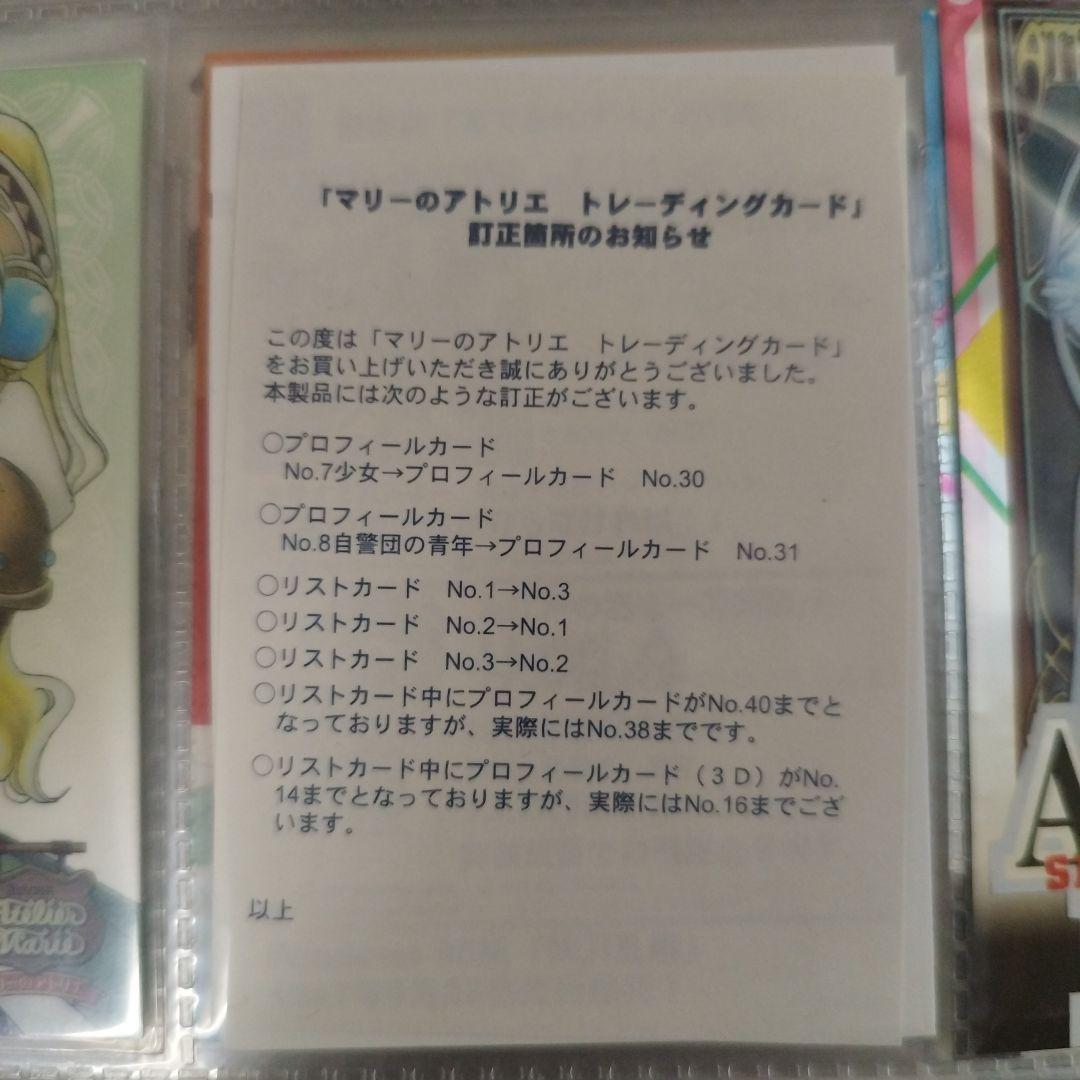 「マリーのアトリエ　トレーディングカード」
訂正箇所のお知らせ
この度は「マリーのアトリエ　トレーディングカード」
をお買い上げいただき誠にありがとうございました。
本製品には次のような訂正がございます。
○プロフィールカード
No.7少女→プロフィールカード　No.30
○プロフィールカード
No.8自警団の青年→プロフィールカード　No.31
○リストカード　No.1→No.3
○リストカード　No.2→No.1
○リストカード　No.3→No.2
○リストカード中にプロフィールカードがNo.40までと
なっておりますが、実際にはNo.38までです。
○リストカード中にプロフィールカード（３Ｄ）がNo.
14までとなっておりますが、実際にはNo.16までござ
います。
以上
Atelier
Marie